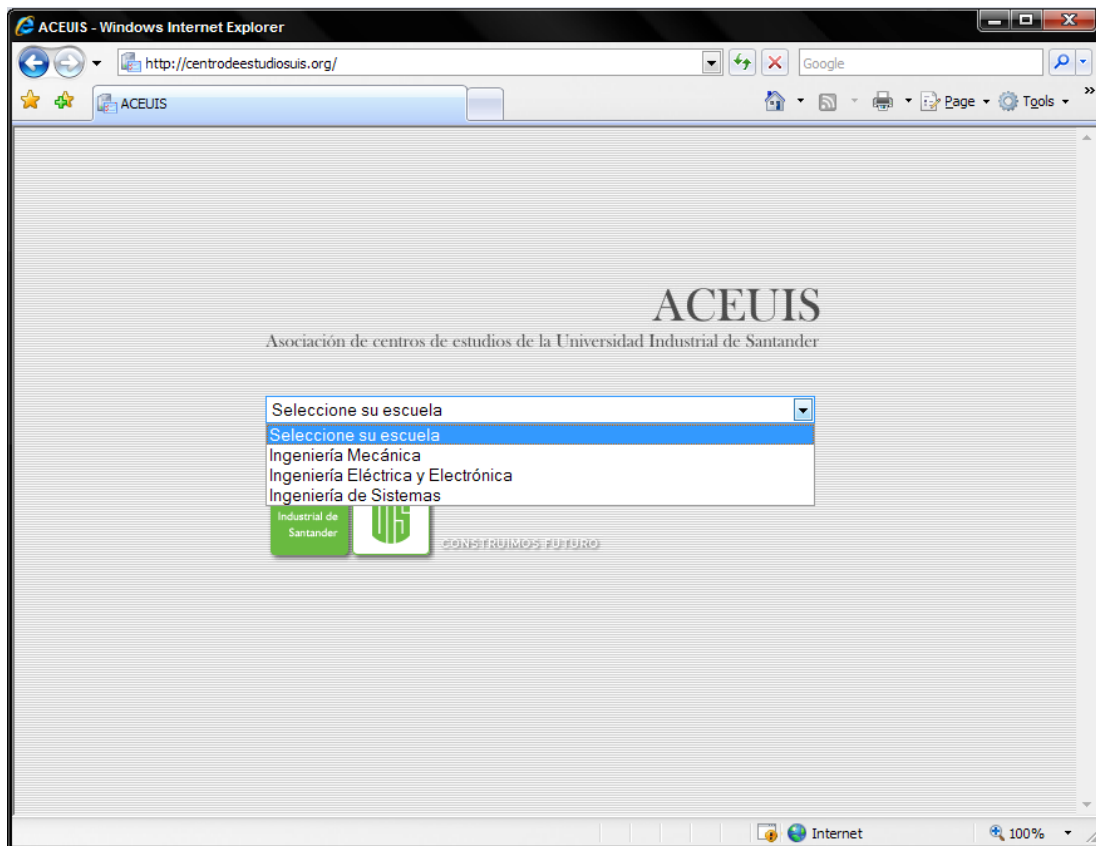 ACEUIS - Windows Internet Explorer
http://centrodeestudiosuis.org/
Google
ACEUIS
Page
Tools
»
ACEUIS
Asociación de centros de estudios de la Universidad Industrial de Santander
Seleccione su escuela
Seleccione su escuela
Ingeniería Mecánica
Ingeniería Eléctrica y Electrónica
Ingeniería de Sistemas
Industrial de
Santander
CONSTRUIMOS FUTURO
Internet
100%